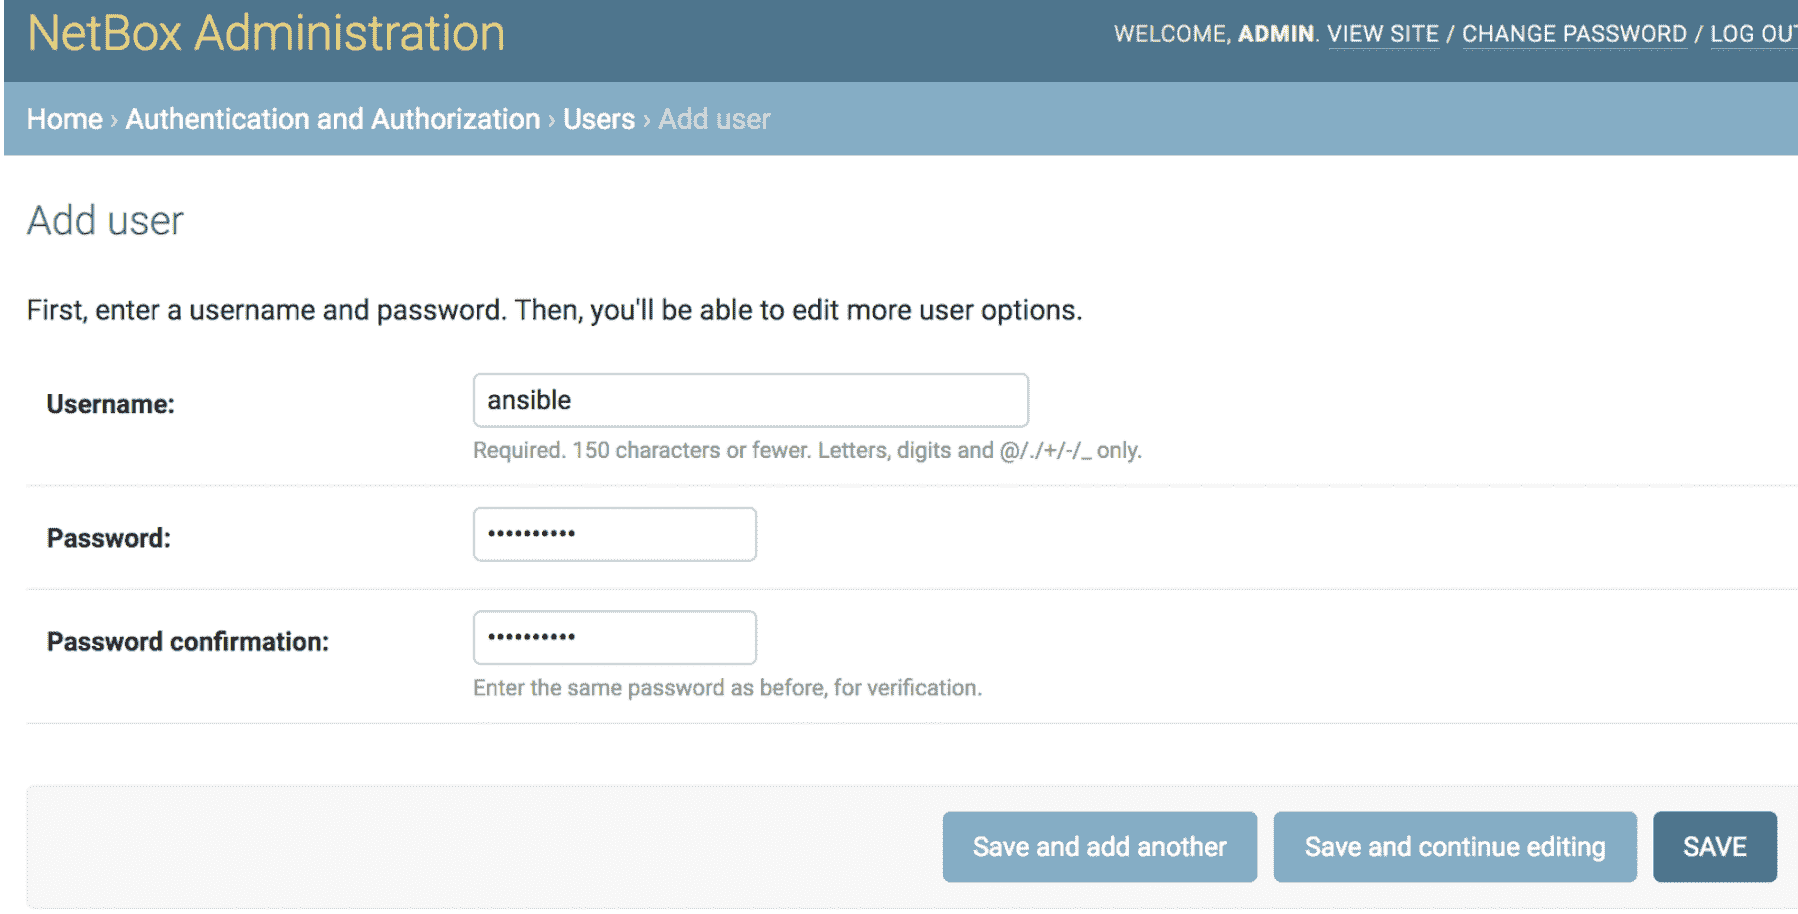 NetBox Administration
WELCOME, ADMIN. VIEW SITE / CHANGE PASSWORD / LOG OUT
Home › Authentication and Authorization › Users › Add user
Add user
First, enter a username and password. Then, you'll be able to edit more user options.
Username:
ansible
Required. 150 characters or fewer. Letters, digits and @/./+/-/_ only.
Password:
••••••••••
Password confirmation:
••••••••••
Enter the same password as before, for verification.
Save and add another
Save and continue editing
SAVE